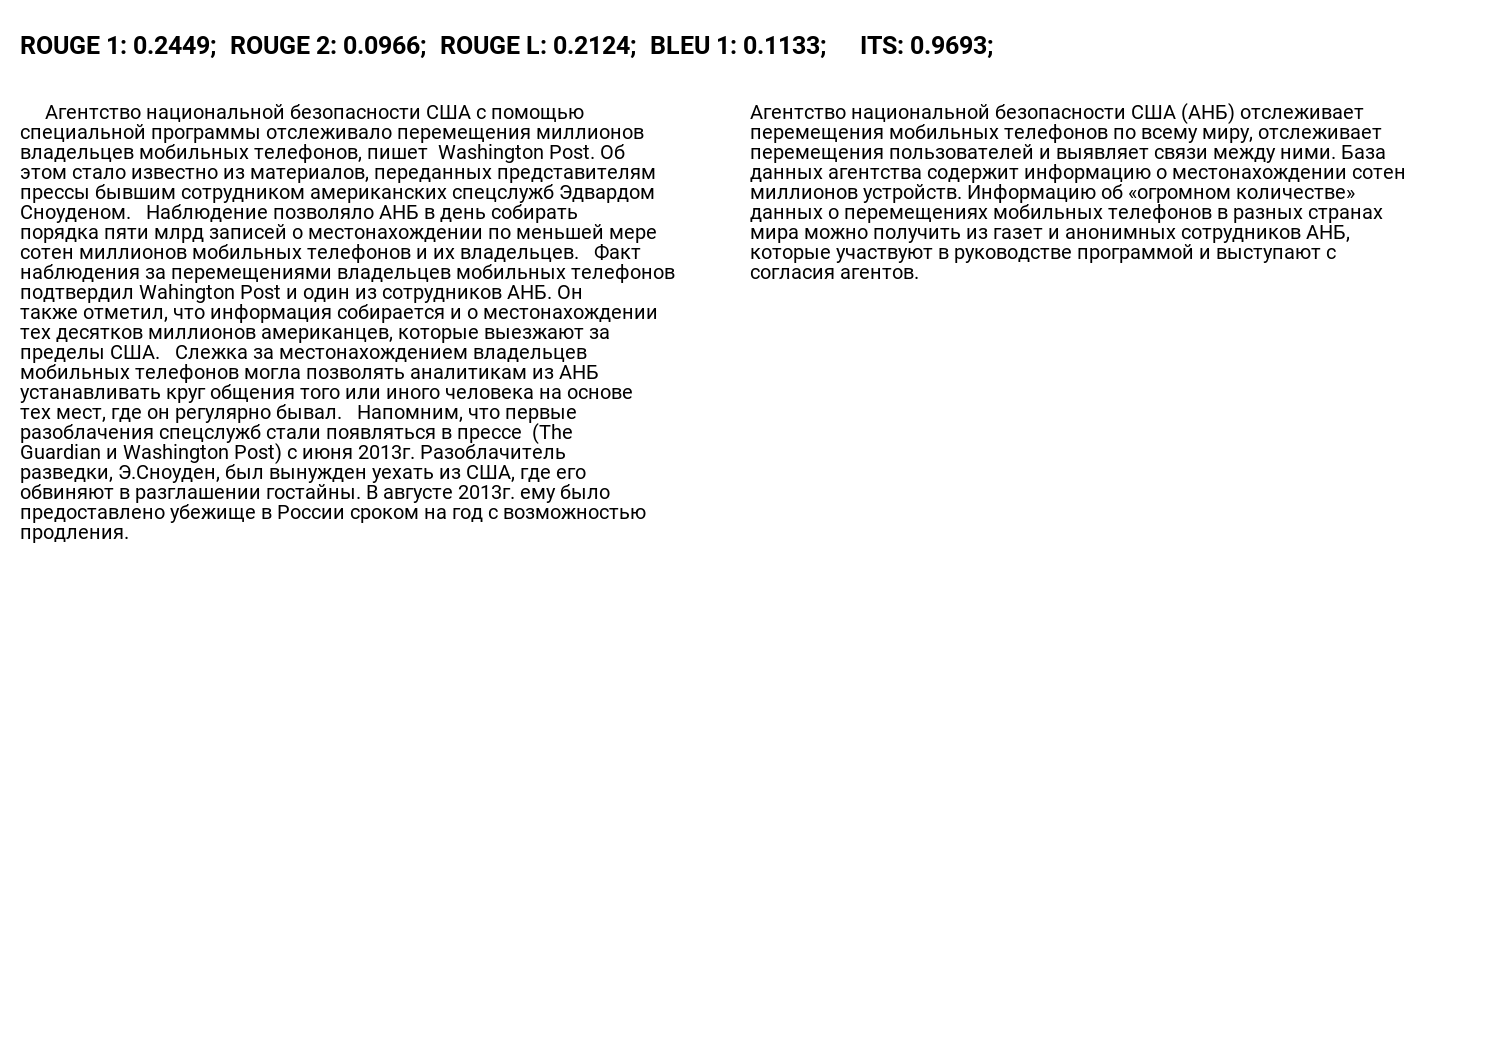 ROUGE 1: 0.2449; ROUGE 2: 0.0966; ROUGE L: 0.2124; BLEU 1: 0.1133; ITS: 0.9693;
Агентство национальной безопасности США с помощью
специальной программы отслеживало перемещения миллионов
владельцев мобильных телефонов, пишет Washington Post. Об
этом стало известно из материалов, переданных представителям
прессы бывшим сотрудником американских спецслужб Эдвардом
Сноуденом. Наблюдение позволяло АНБ в день собирать
порядка пяти млрд записей о местонахождении по меньшей мере
сотен миллионов мобильных телефонов и их владельцев. Факт
наблюдения за перемещениями владельцев мобильных телефонов
подтвердил Wahington Post и один из сотрудников АНБ. Он
также отметил, что информация собирается и о местонахождении
тех десятков миллионов американцев, которые выезжают за
пределы США. Слежка за местонахождением владельцев
мобильных телефонов могла позволять аналитикам из АНБ
устанавливать круг общения того или иного человека на основе
тех мест, где он регулярно бывал. Напомним, что первые
разоблачения спецслужб стали появляться в прессе (The
Guardian и Washington Post) с июня 2013г. Разоблачитель
разведки, Э.Сноуден, был вынужден уехать из США, где его
обвиняют в разглашении гостайны. В августе 2013г. ему было
предоставлено убежище в России сроком на год с возможностью
продления.
Агентство национальной безопасности США (АНБ) отслеживает
перемещения мобильных телефонов по всему миру, отслеживает
перемещения пользователей и выявляет связи между ними. База
данных агентства содержит информацию о местонахождении сотен
миллионов устройств. Информацию об «огромном количестве»
данных о перемещениях мобильных телефонов в разных странах
мира можно получить из газет и анонимных сотрудников АНБ,
которые участвуют в руководстве программой и выступают с
согласия агентов.